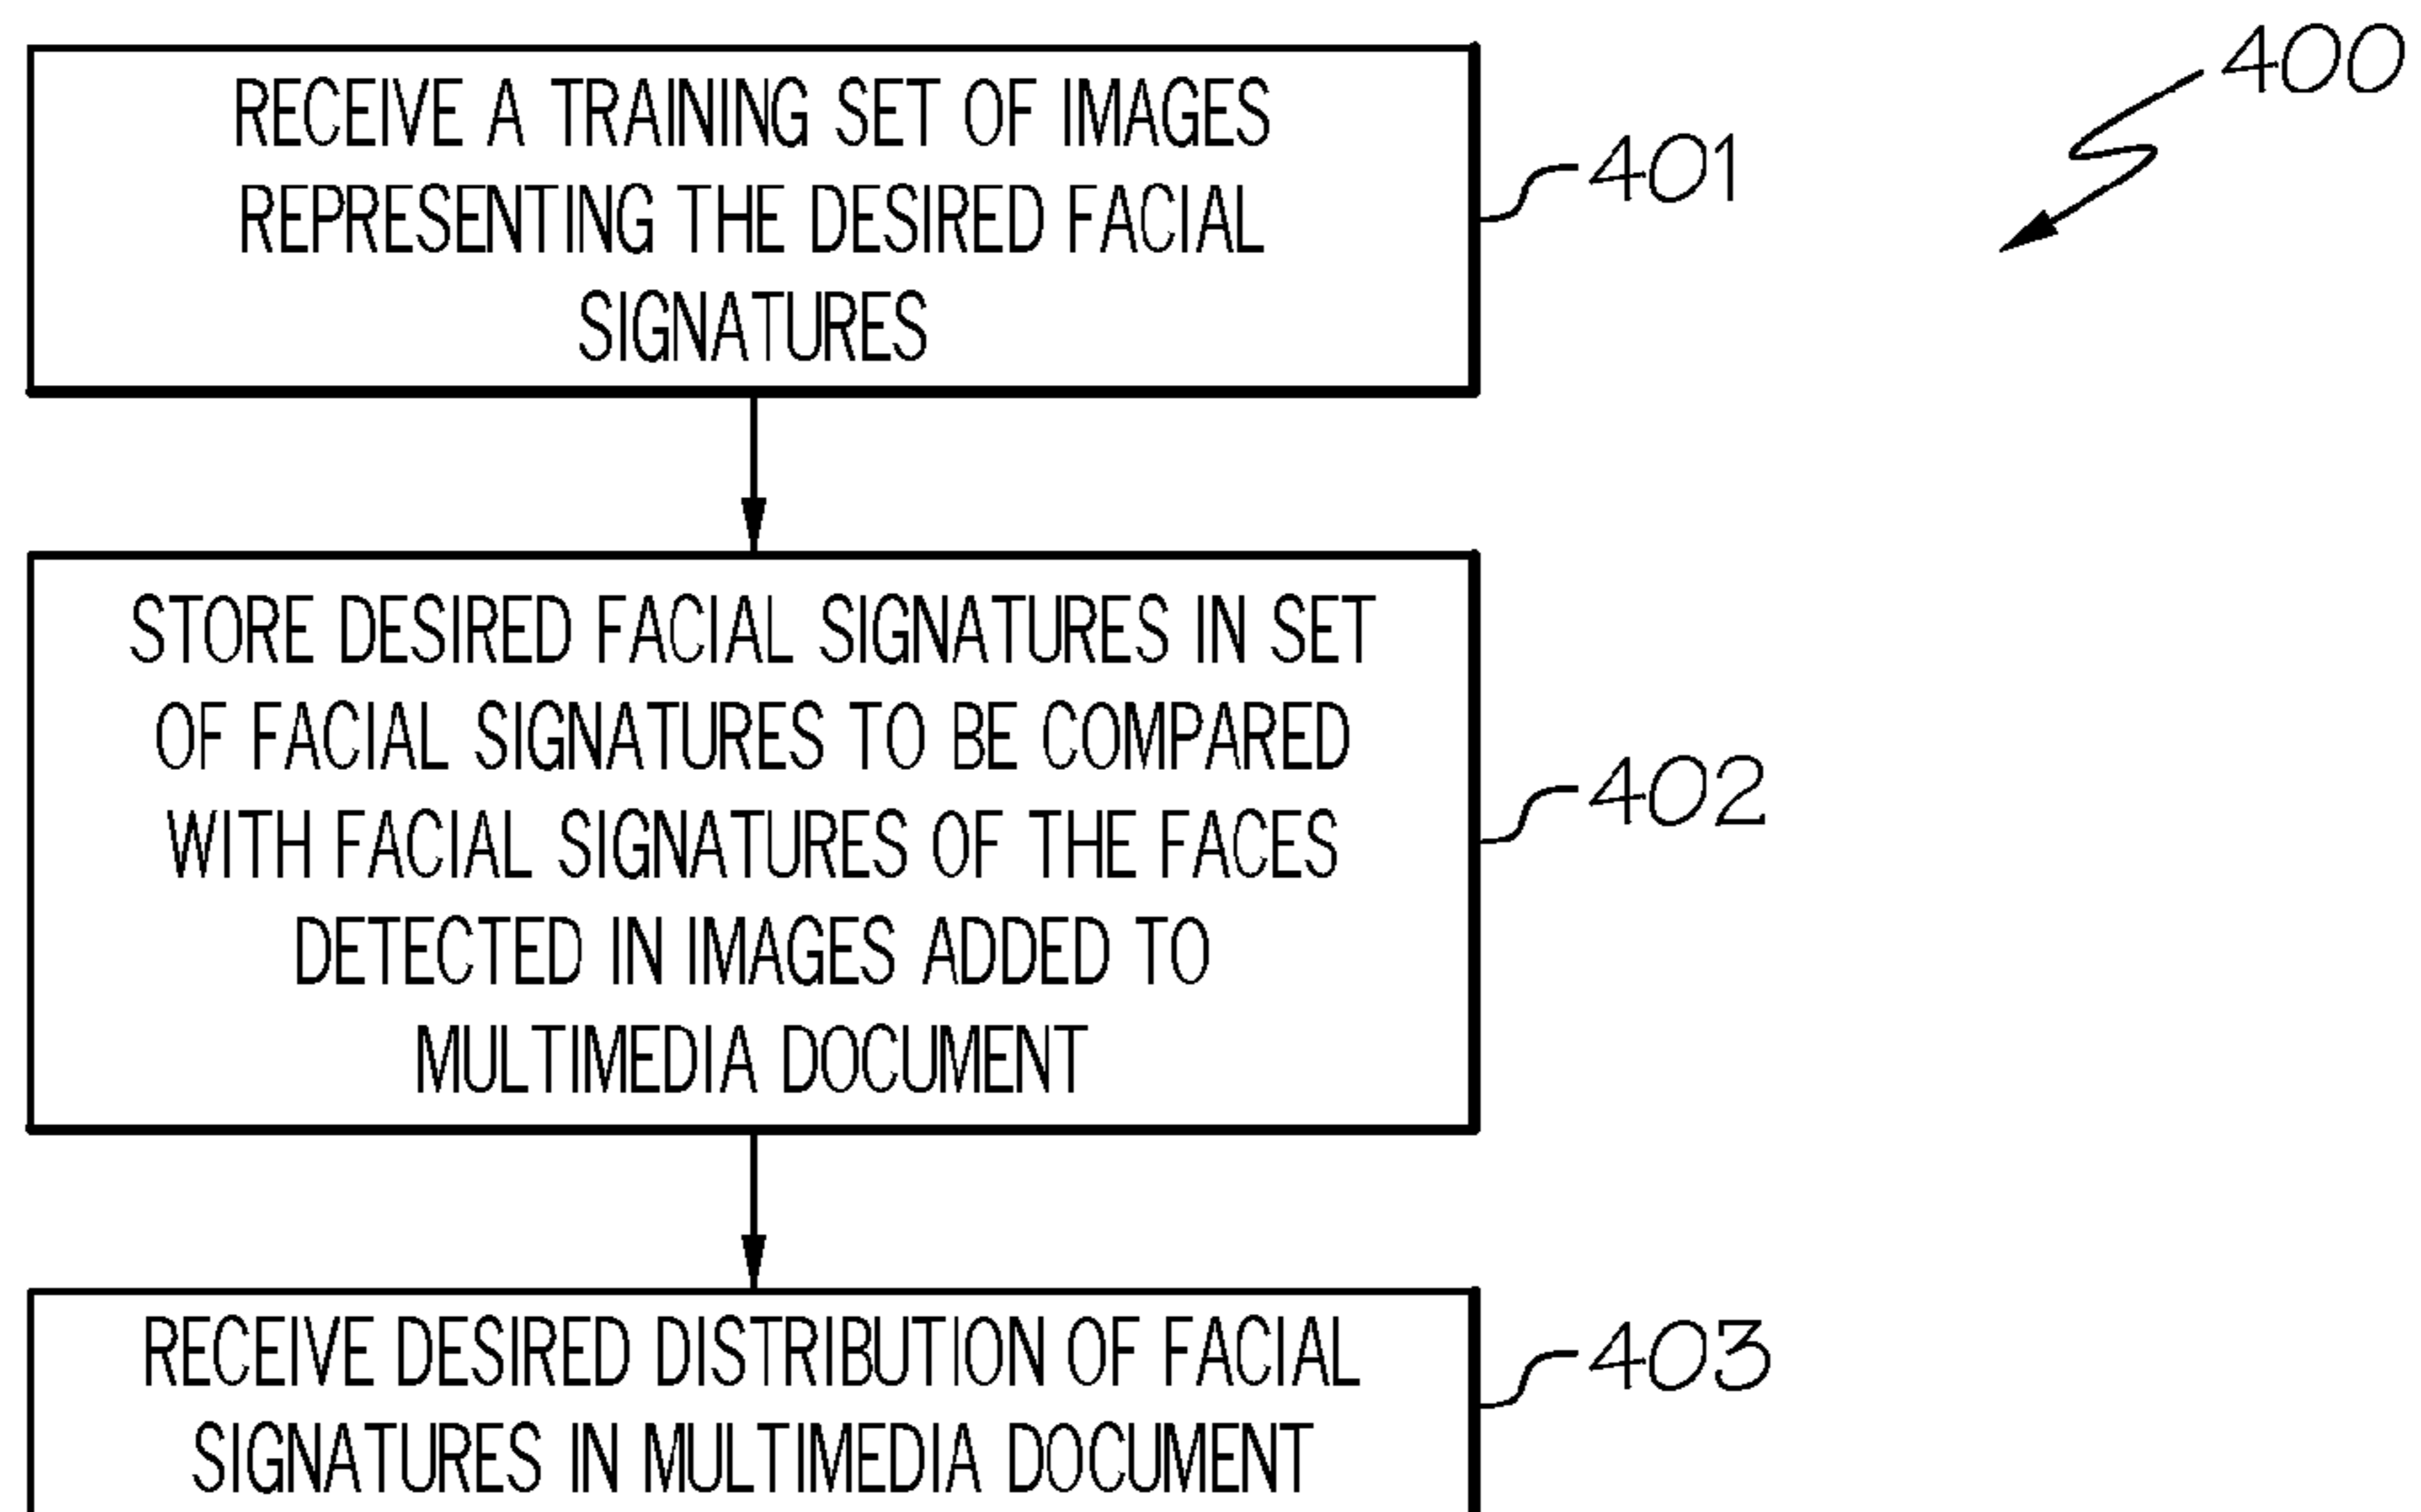 400
RECEIVE A TRAINING SET OF IMAGES
REPRESENTING THE DESIRED FACIAL
SIGNATURES
401
STORE DESIRED FACIAL SIGNATURES IN SET
OF FACIAL SIGNATURES TO BE COMPARED
WITH FACIAL SIGNATURES OF THE FACES
DETECTED IN IMAGES ADDED TO
MULTIMEDIA DOCUMENT
402
RECEIVE DESIRED DISTRIBUTION OF FACIAL
SIGNATURES IN MULTIMEDIA DOCUMENT
403